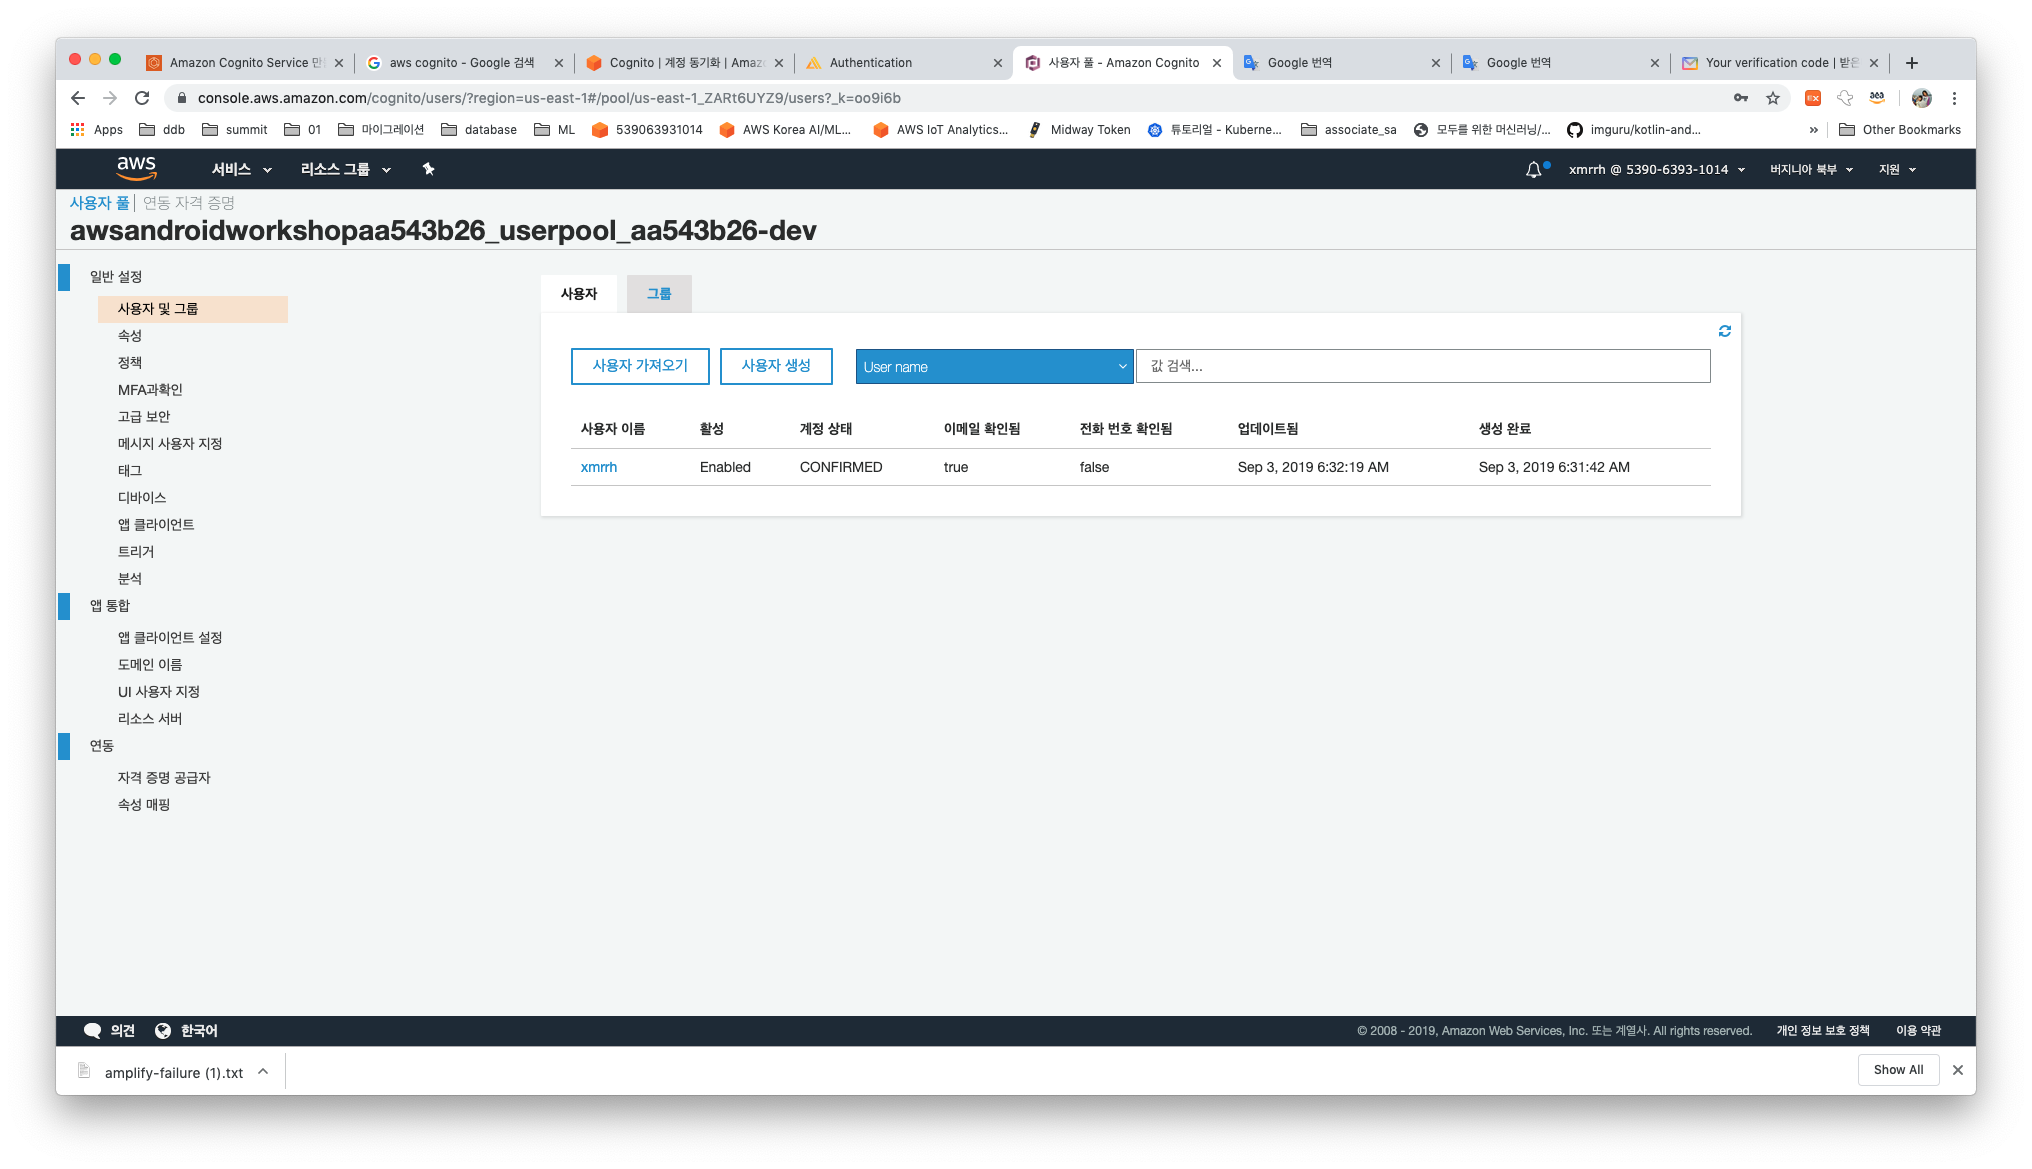 Amazon Cognito Service 만
aws cognito - Google 검색
Cognito | 계정 동기화 | Amaz
Authentication
사용자 풀 - Amazon Cognito
Google 번역
Google 번역
Your verification code | 받은
console.aws.amazon.com/cognito/users/?region=us-east-1#/pool/us-east-1_ZARt6UYZ9/users?_k=oo9i6b
Apps ddb summit 01 마이그레이션 database ML 539063931014 AWS Korea AI/ML... AWS IoT Analytics... Midway Token 튜토리얼 - Kuberne... associate_sa 모두를 위한 머신러닝/... imguru/kotlin-and... » Other Bookmarks
aws 서비스 리소스 그룹 xmrrh @ 5390-6393-1014 버지니아 북부 지원
사용자 풀 | 연동 자격 증명
awsandroidworkshopaa543b26_userpool_aa543b26-dev
일반 설정
사용자 및 그룹
속성
정책
MFA과확인
고급 보안
메시지 사용자 지정
태그
디바이스
앱 클라이언트
트리거
분석
앱 통합
앱 클라이언트 설정
도메인 이름
UI 사용자 지정
리소스 서버
연동
자격 증명 공급자
속성 매핑
사용자 그룹
사용자 가져오기 사용자 생성 User name 값 검색...
사용자 이름 활성 계정 상태 이메일 확인됨 전화 번호 확인됨 업데이트됨 생성 완료
xmrrh Enabled CONFIRMED true false Sep 3, 2019 6:32:19 AM Sep 3, 2019 6:31:42 AM
의견 한국어 © 2008 - 2019, Amazon Web Services, Inc. 또는 계열사. All rights reserved. 개인 정보 보호 정책 이용 약관
amplify-failure (1).txt Show All